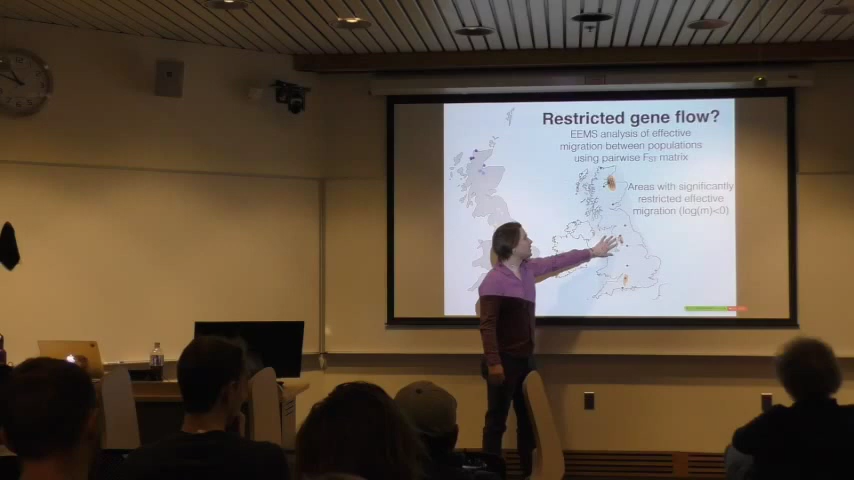 Restricted gene flow?
EEMS analysis of effective
migration between populations
using pairwise FST matrix
Areas with significantly
restricted effective
migration (log(m)<0)